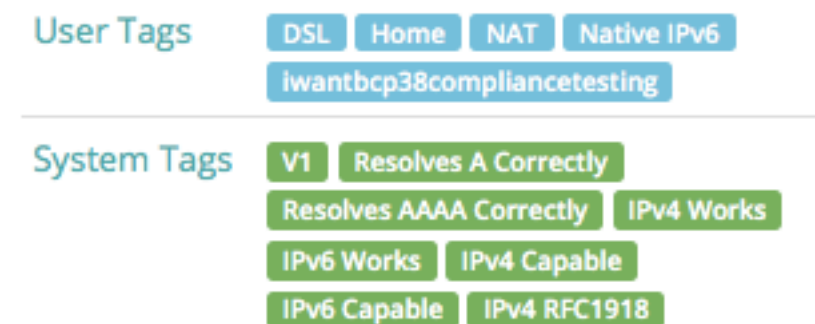 User Tags DSL Home NAT Native IPv6
iwantbcp38compliancetesting
System Tags V1 Resolves A Correctly
Resolves AAAA Correctly IPv4 Works
IPv6 Works IPv4 Capable
IPv6 Capable IPv4 RFC1918